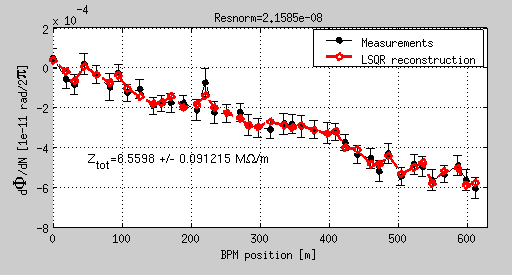 x 10⁻⁴
Resnorm=2.1585e-08
Measurements
LSQR reconstruction
2
0
-2
-4
-6
-8
dΦ/dN [1e-11 rad/2π]
Z_tot=6.5598 +/- 0.091215 MΩ/m
0 100 200 300 400 500 600
BPM position [m]